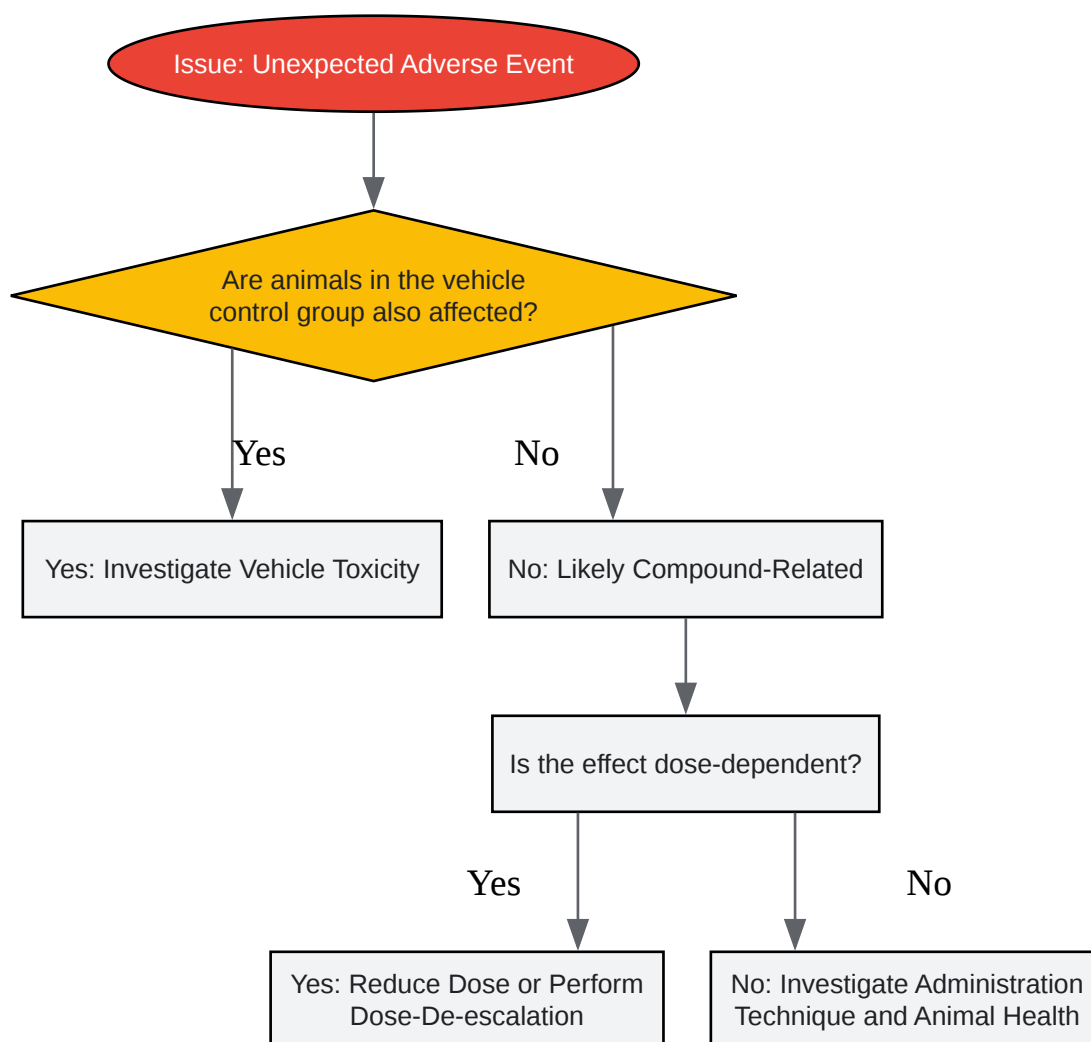 Issue: Unexpected Adverse Event
Are animals in the vehicle
control group also affected?
Yes
No
Yes: Investigate Vehicle Toxicity
No: Likely Compound-Related
Is the effect dose-dependent?
Yes
No
Yes: Reduce Dose or Perform
Dose-De-escalation
No: Investigate Administration
Technique and Animal Health